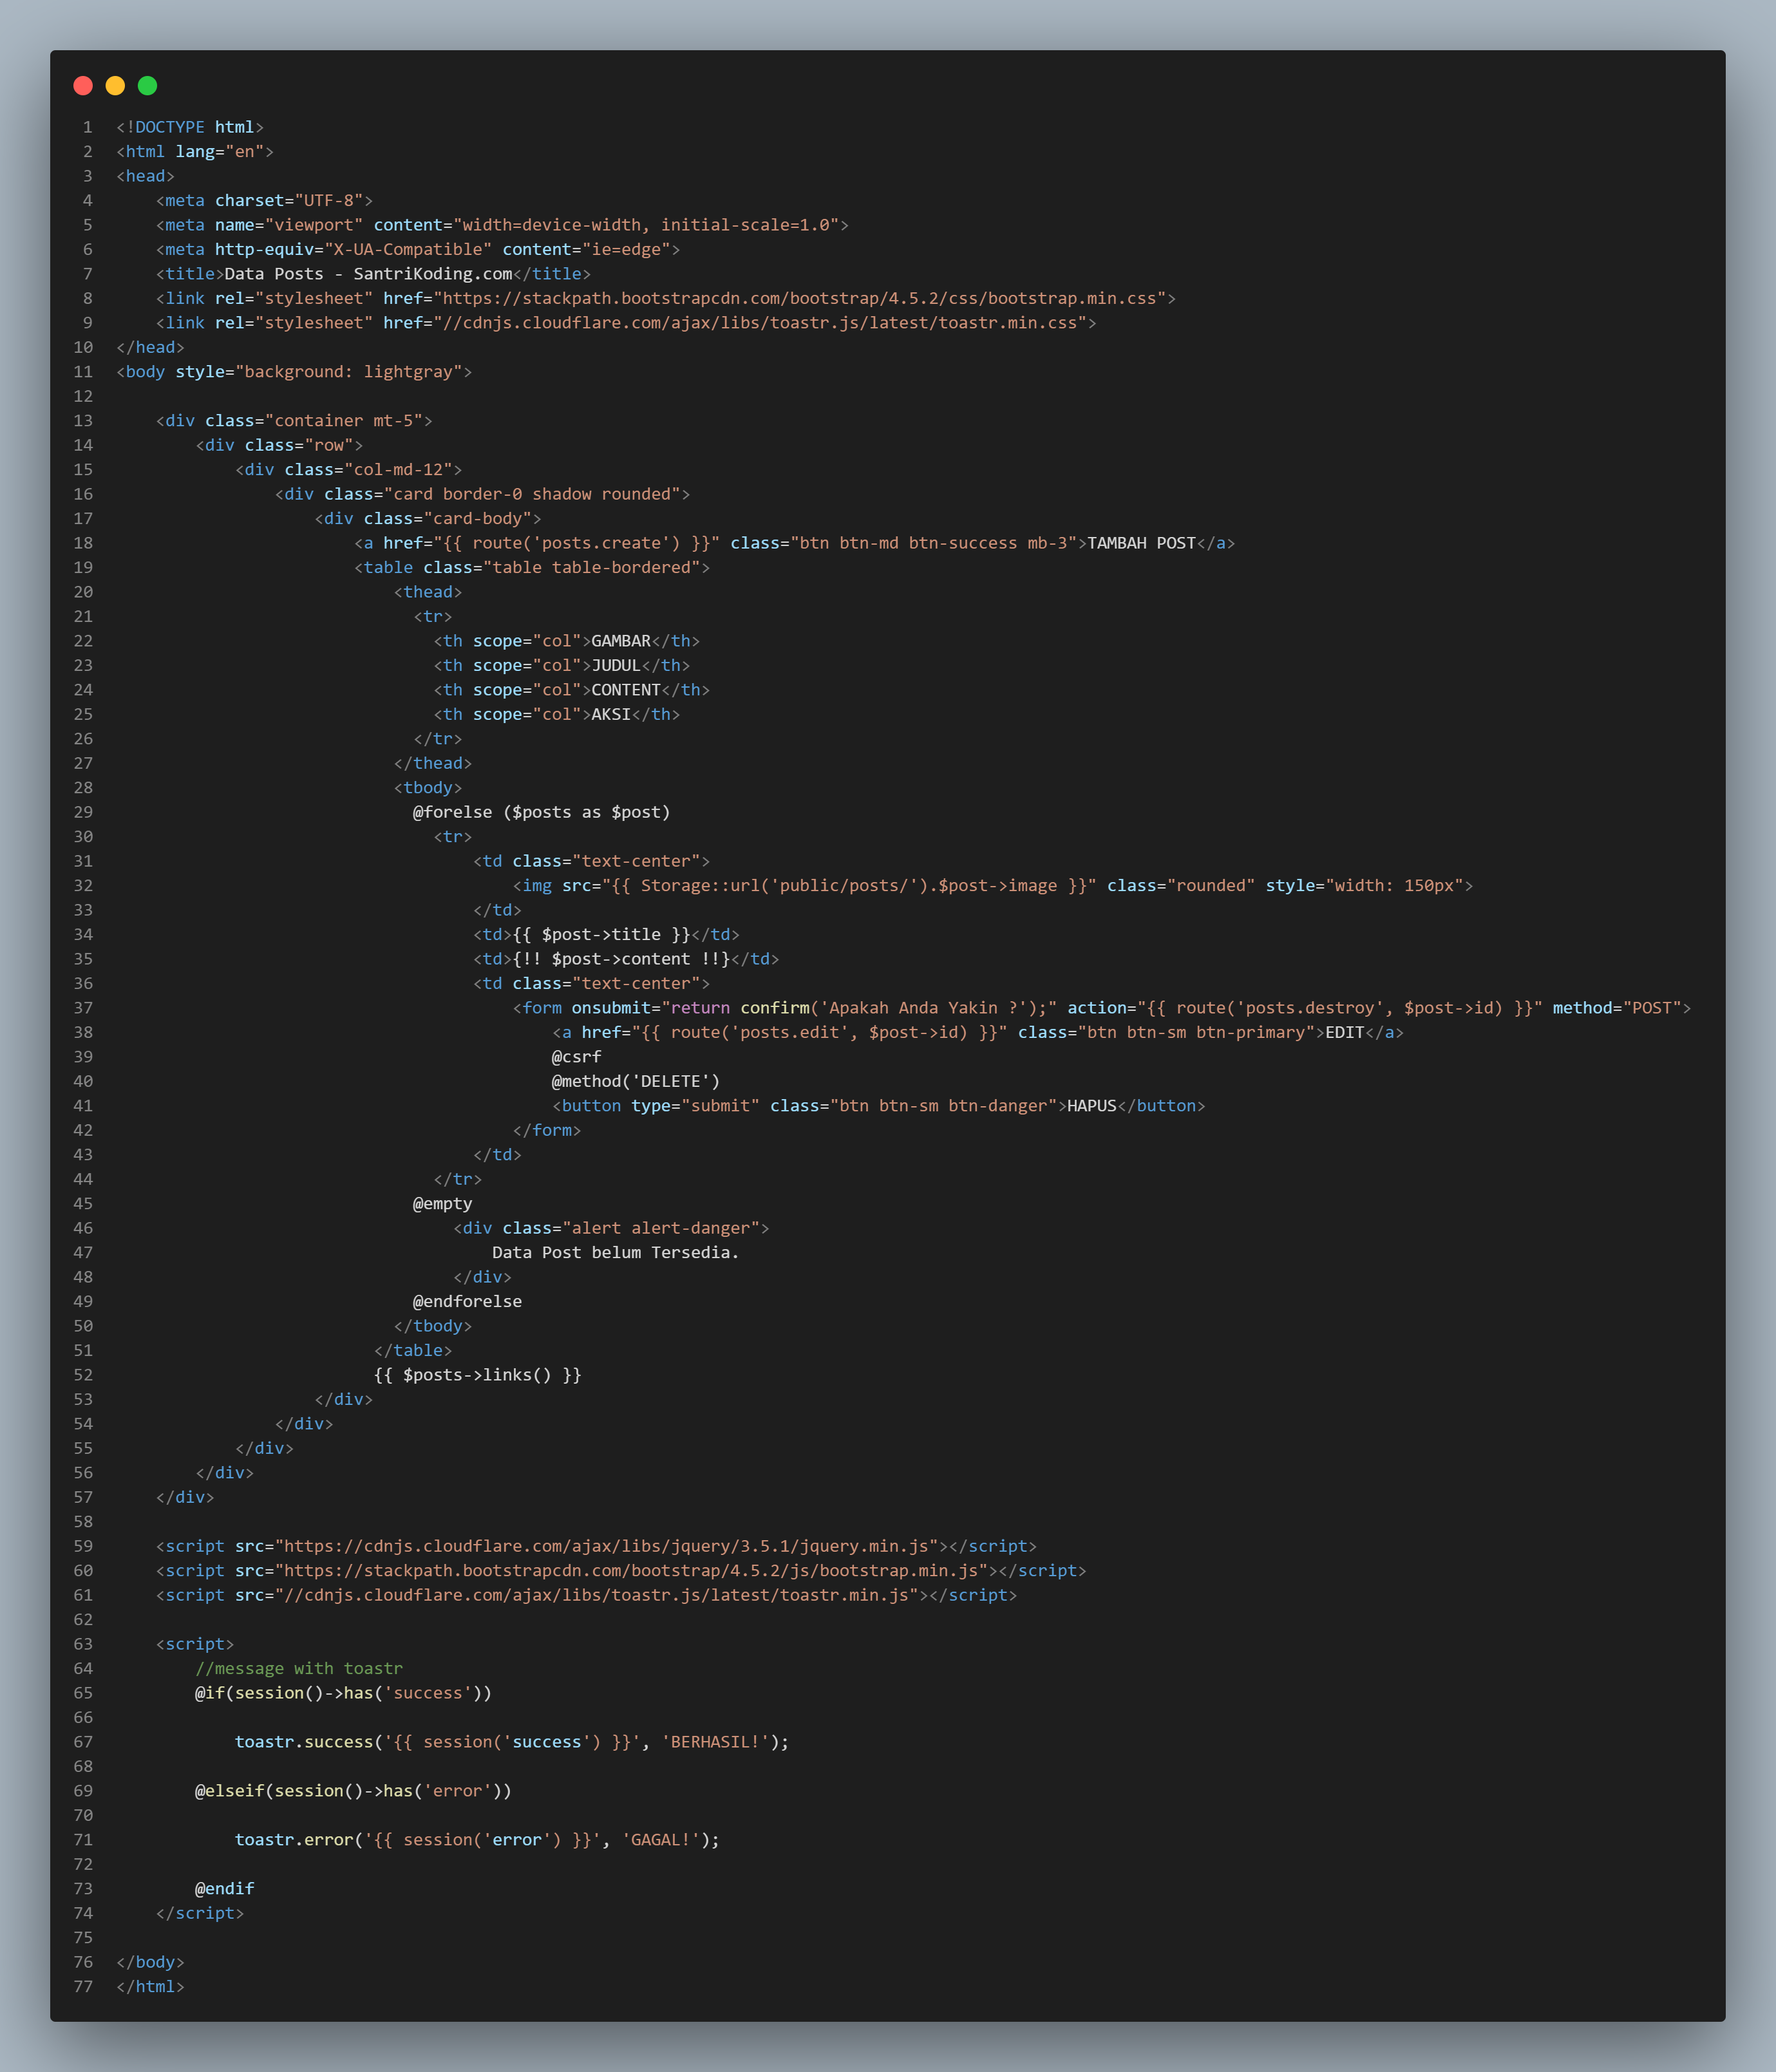 1 <!DOCTYPE html>
2 <html lang="en">
3 <head>
4     <meta charset="UTF-8">
5     <meta name="viewport" content="width=device-width, initial-scale=1.0">
6     <meta http-equiv="X-UA-Compatible" content="ie=edge">
7     <title>Data Posts - SantriKoding.com</title>
8     <link rel="stylesheet" href="https://stackpath.bootstrapcdn.com/bootstrap/4.5.2/css/bootstrap.min.css">
9     <link rel="stylesheet" href="//cdnjs.cloudflare.com/ajax/libs/toastr.js/latest/toastr.min.css">
10 </head>
11 <body style="background: lightgray">
12
13     <div class="container mt-5">
14         <div class="row">
15             <div class="col-md-12">
16                 <div class="card border-0 shadow rounded">
17                     <div class="card-body">
18                         <a href="{{ route('posts.create') }}" class="btn btn-md btn-success mb-3">TAMBAH POST</a>
19                         <table class="table table-bordered">
20                             <thead>
21                               <tr>
22                                 <th scope="col">GAMBAR</th>
23                                 <th scope="col">JUDUL</th>
24                                 <th scope="col">CONTENT</th>
25                                 <th scope="col">AKSI</th>
26                               </tr>
27                             </thead>
28                             <tbody>
29                               @forelse ($posts as $post)
30                                 <tr>
31                                     <td class="text-center">
32                                         <img src="{{ Storage::url('public/posts/').$post->image }}" class="rounded" style="width: 150px">
33                                     </td>
34                                     <td>{{ $post->title }}</td>
35                                     <td>{!! $post->content !!}</td>
36                                     <td class="text-center">
37                                         <form onsubmit="return confirm('Apakah Anda Yakin ?');" action="{{ route('posts.destroy', $post->id) }}" method="POST">
38                                             <a href="{{ route('posts.edit', $post->id) }}" class="btn btn-sm btn-primary">EDIT</a>
39                                             @csrf
40                                             @method('DELETE')
41                                             <button type="submit" class="btn btn-sm btn-danger">HAPUS</button>
42                                         </form>
43                                     </td>
44                                 </tr>
45                               @empty
46                                   <div class="alert alert-danger">
47                                       Data Post belum Tersedia.
48                                   </div>
49                               @endforelse
50                             </tbody>
51                           </table>
52                           {{ $posts->links() }}
53                     </div>
54                 </div>
55             </div>
56         </div>
57     </div>
58
59     <script src="https://cdnjs.cloudflare.com/ajax/libs/jquery/3.5.1/jquery.min.js"></script>
60     <script src="https://stackpath.bootstrapcdn.com/bootstrap/4.5.2/js/bootstrap.min.js"></script>
61     <script src="//cdnjs.cloudflare.com/ajax/libs/toastr.js/latest/toastr.min.js"></script>
62
63     <script>
64         //message with toastr
65         @if(session()->has('success'))
66
67             toastr.success('{{ session('success') }}', 'BERHASIL!');
68
69         @elseif(session()->has('error'))
70
71             toastr.error('{{ session('error') }}', 'GAGAL!');
72
73         @endif
74     </script>
75
76 </body>
77 </html>